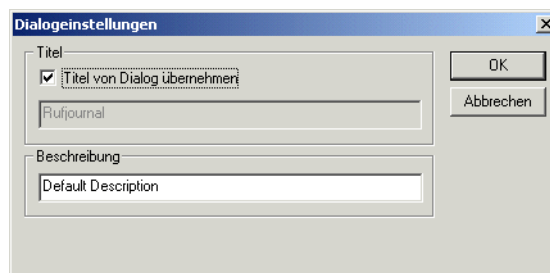 Dialogeinstellungen
Titel
Titel von Dialog übernehmen
Rufjournal
Beschreibung
Default Description
OK
Abbrechen